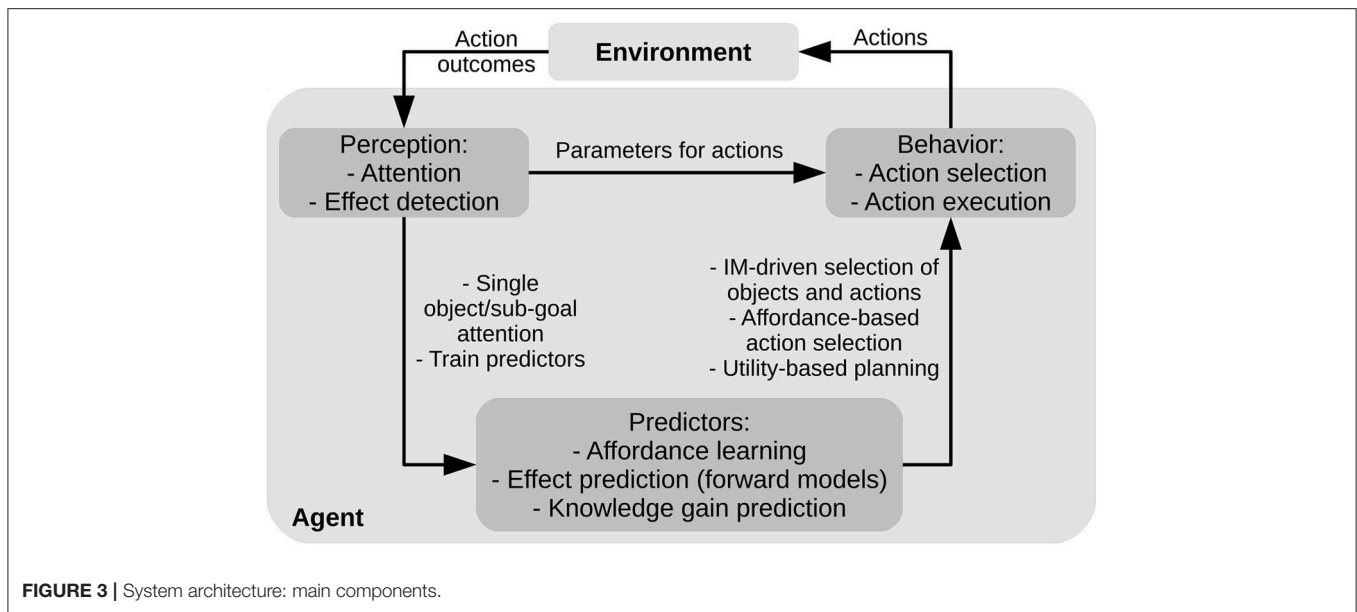 Action
outcomes
Environment
Actions
Perception:
- Attention
- Effect detection
Parameters for actions
Behavior:
- Action selection
- Action execution
- Single
object/sub-goal
attention
- Train predictors
- IM-driven selection of
objects and actions
- Affordance-based
action selection
- Utility-based planning
Predictors:
- Affordance learning
- Effect prediction (forward models)
- Knowledge gain prediction
Agent
FIGURE 3 | System architecture: main components.